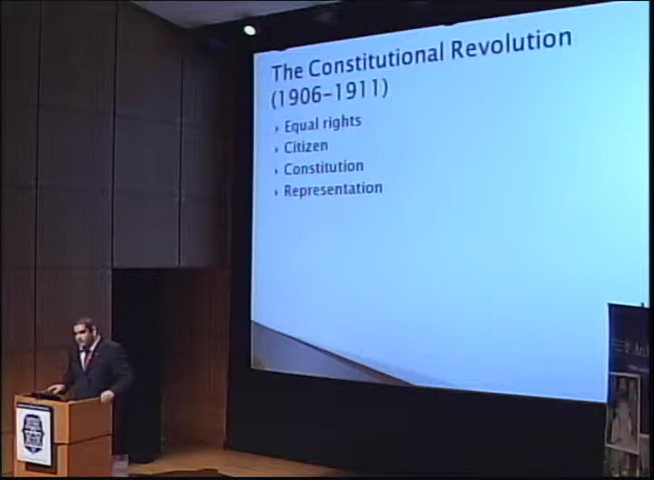 The Constitutional Revolution
(1906–1911)
Equal rights
Citizen
Constitution
Representation